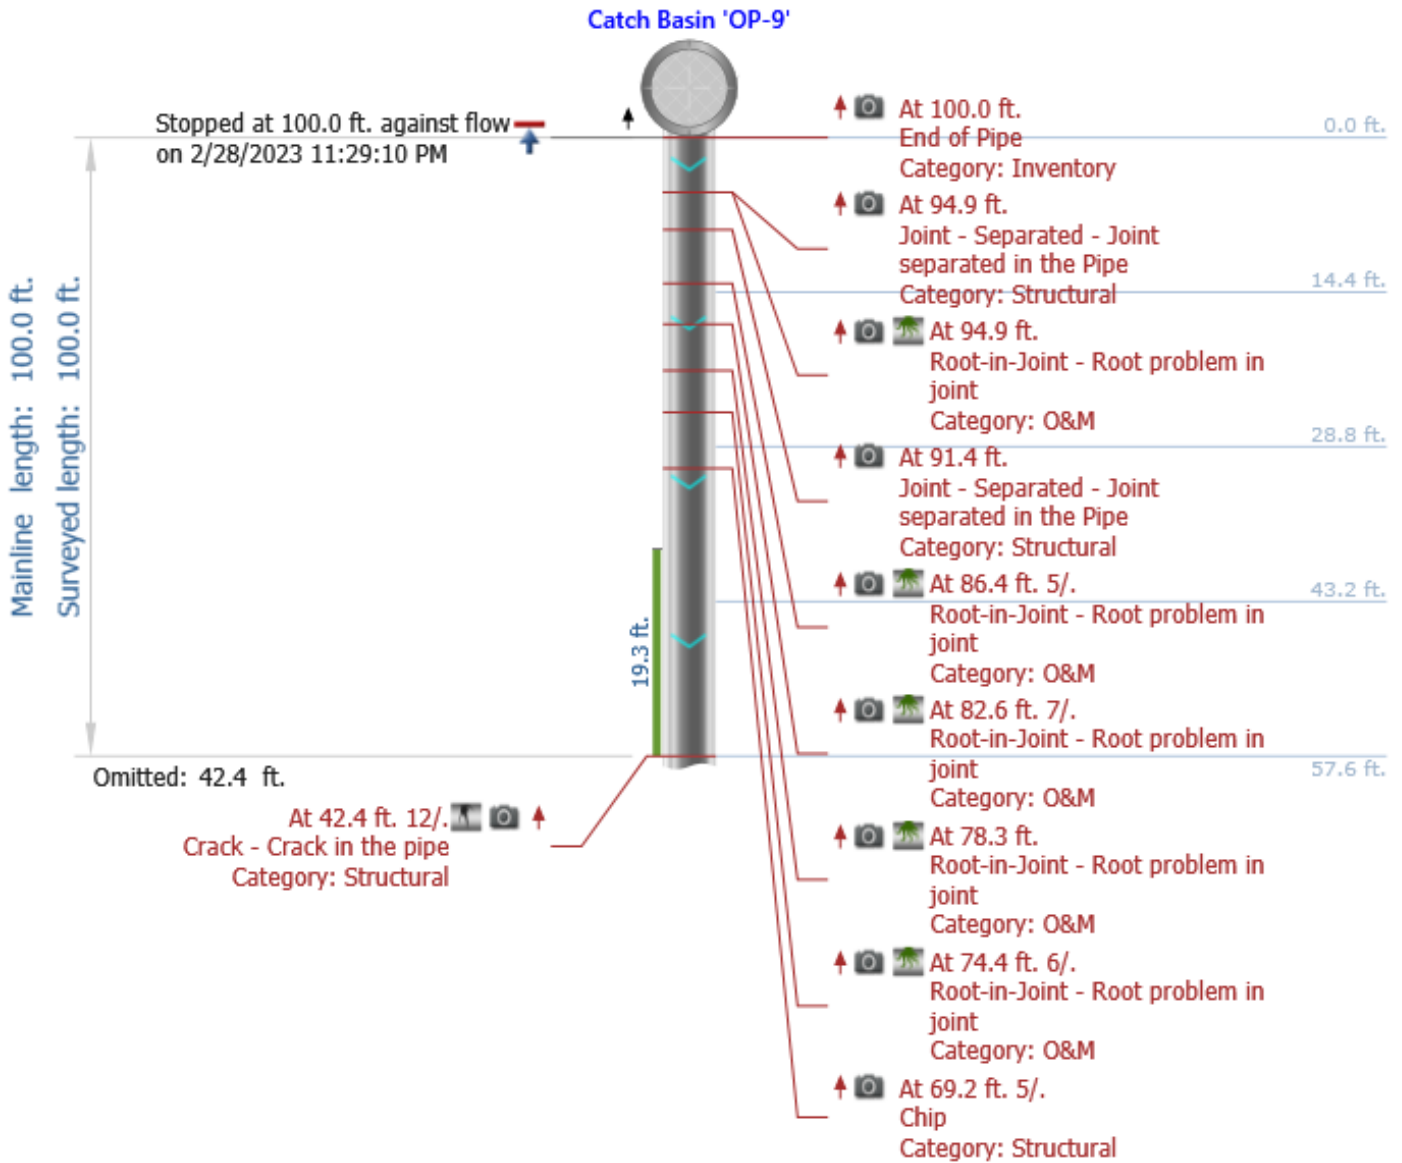 Catch Basin 'OP-9'
Stopped at 100.0 ft. against flow
on 2/28/2023 11:29:10 PM
Mainline length: 100.0 ft.
Surveyed length: 100.0 ft.
19.3 ft.
Omitted: 42.4 ft.
At 42.4 ft. 12/.
Crack - Crack in the pipe
Category: Structural
At 100.0 ft.
End of Pipe
Category: Inventory
At 94.9 ft.
Joint - Separated - Joint
separated in the Pipe
Category: Structural
At 94.9 ft.
Root-in-Joint - Root problem in
joint
Category: O&M
At 91.4 ft.
Joint - Separated - Joint
separated in the Pipe
Category: Structural
At 86.4 ft. 5/.
Root-in-Joint - Root problem in
joint
Category: O&M
At 82.6 ft. 7/.
Root-in-Joint - Root problem in
joint
Category: O&M
At 78.3 ft.
Root-in-Joint - Root problem in
joint
Category: O&M
At 74.4 ft. 6/.
Root-in-Joint - Root problem in
joint
Category: O&M
At 69.2 ft. 5/.
Chip
Category: Structural
0.0 ft.
14.4 ft.
28.8 ft.
43.2 ft.
57.6 ft.